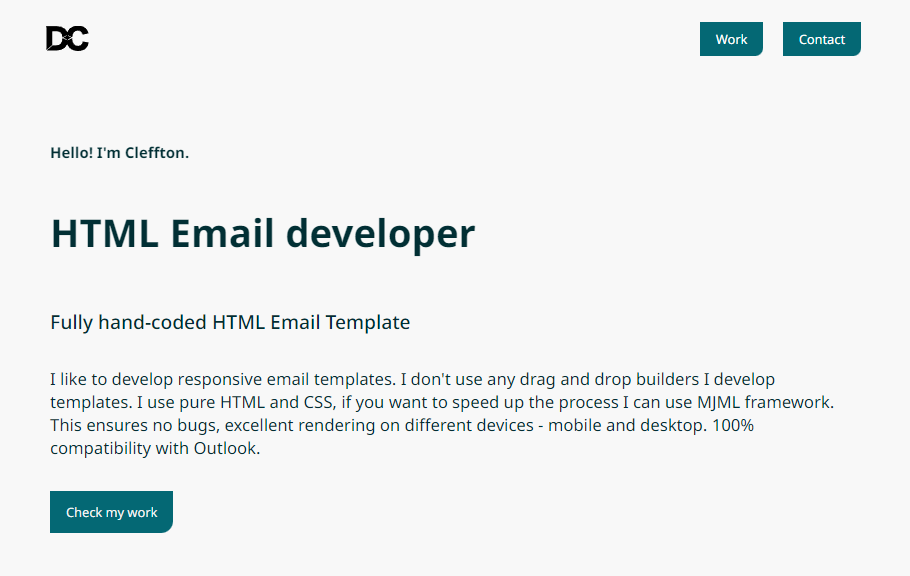 DC
Work
Contact
Hello! I'm Cleffton.
HTML Email developer
Fully hand-coded HTML Email Template
I like to develop responsive email templates. I don't use any drag and drop builders I develop
templates. I use pure HTML and CSS, if you want to speed up the process I can use MJML framework.
This ensures no bugs, excellent rendering on different devices - mobile and desktop. 100%
compatibility with Outlook.
Check my work